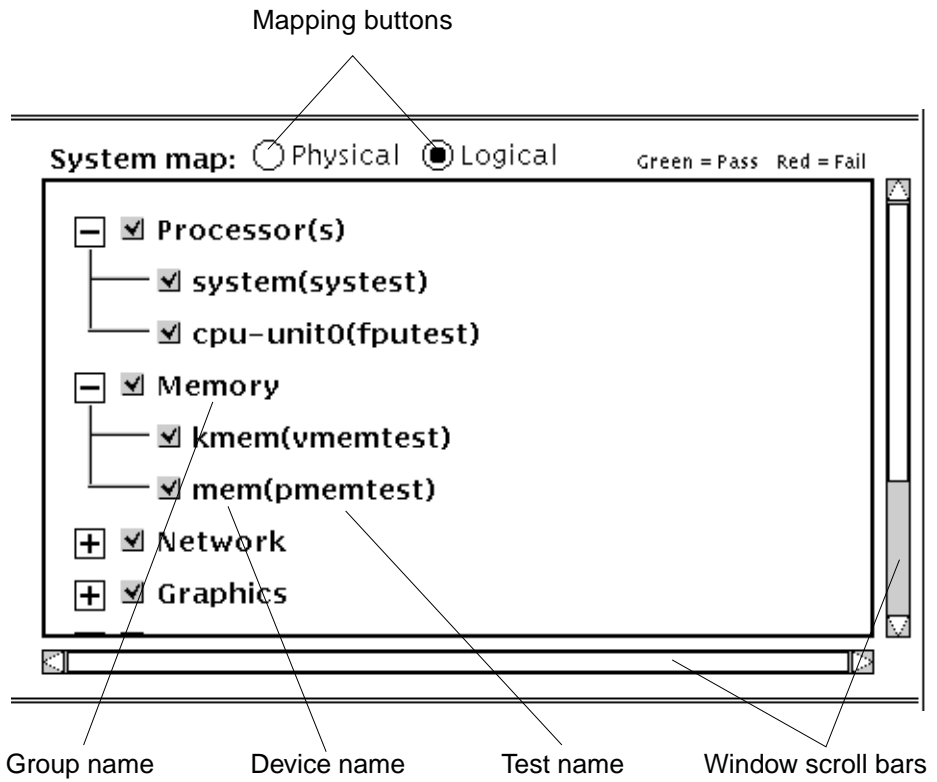 Mapping buttons
System map: Physical Logical Green = Pass Red = Fail
Processor(s)
system(systest)
cpu-unit0(fputest)
Memory
kmem(vmemtest)
mem(pmemtest)
Network
Graphics
Group name Device name Test name Window scroll bars